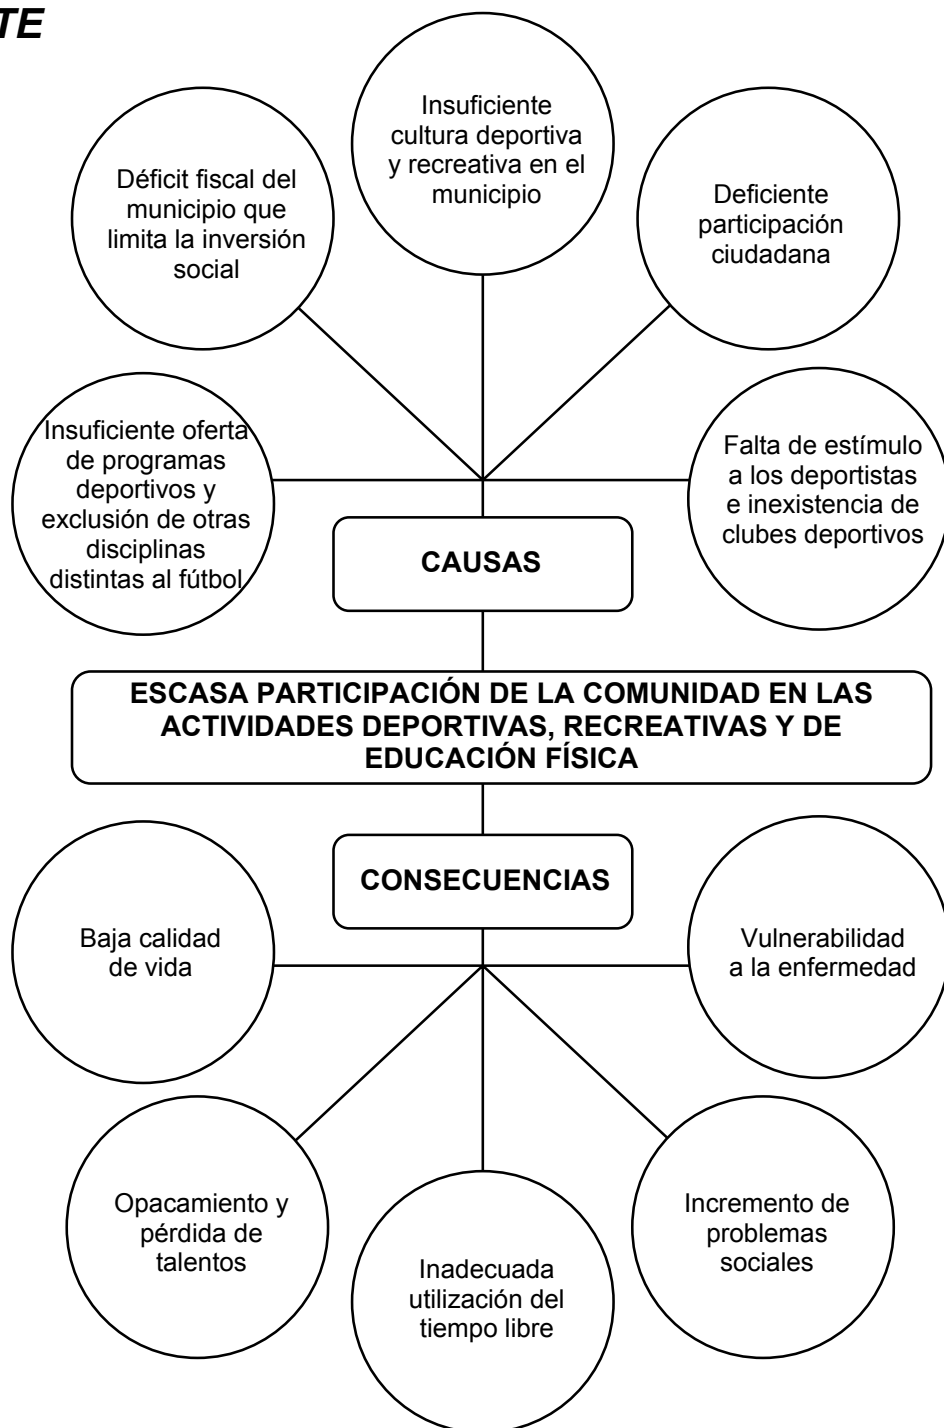 TE
Insuficiente
cultura deportiva
y recreativa en el
municipio
Déficit fiscal del
municipio que
limita la inversión
social
Deficiente
participación
ciudadana
Insuficiente oferta
de programas
deportivos y
exclusión de otras
disciplinas
distintas al fútbol
Falta de estímulo
a los deportistas
e inexistencia de
clubes deportivos
CAUSAS
ESCASA PARTICIPACIÓN DE LA COMUNIDAD EN LAS
ACTIVIDADES DEPORTIVAS, RECREATIVAS Y DE
EDUCACIÓN FÍSICA
CONSECUENCIAS
Baja calidad
de vida
Vulnerabilidad
a la enfermedad
Opacamiento y
pérdida de
talentos
Inadecuada
utilización del
tiempo libre
Incremento de
problemas
sociales